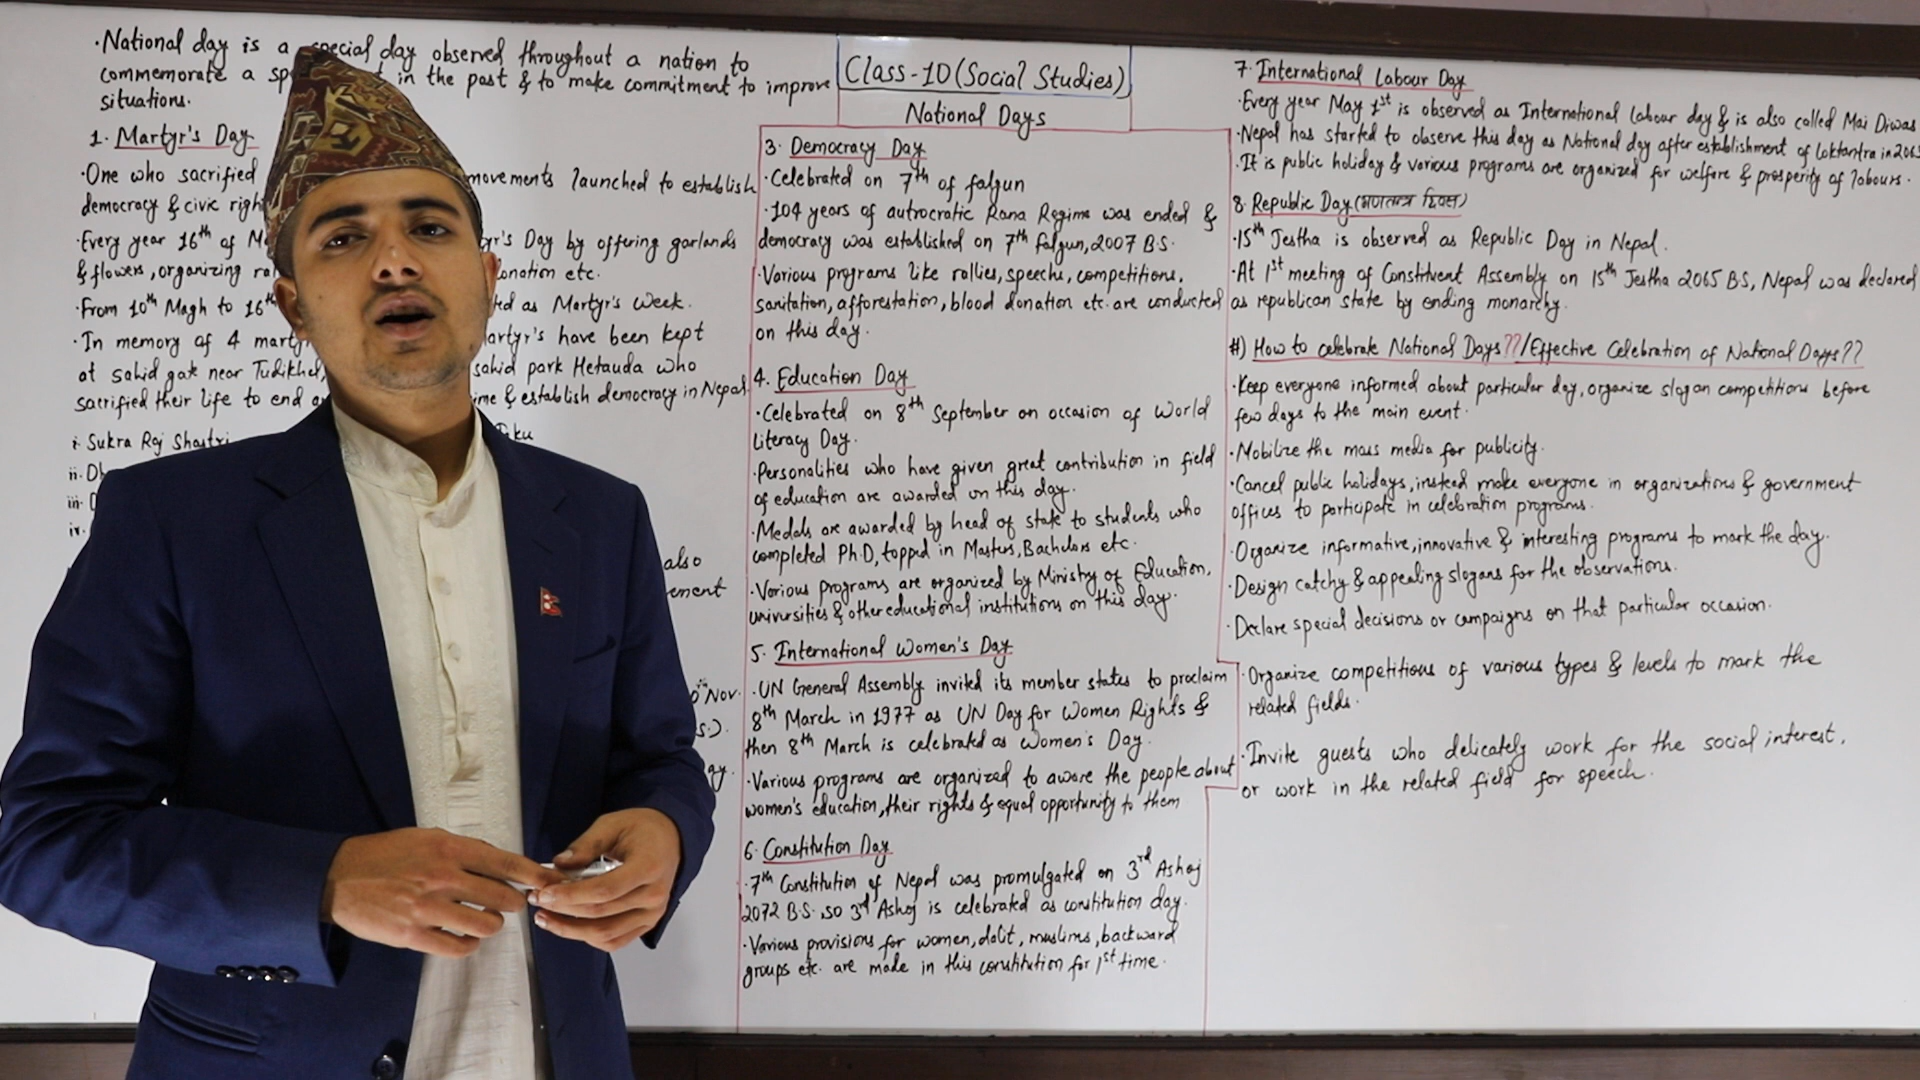 ·National day is a special day observed throughout a nation to
commemorate a in the past & to make commitment to improve
situations.
1. Martyr's Day
·One who sacrified movements launched to establish
democracy & civic
·Every year 16th of Day by offering garlands
& flowers, organizing etc.
·From 10th Magh to 16th as Martyr's Week.
·In memory of 4 have been kept
at sahid gate near Tudikhel, sahid park Hetauda who
sacrified their life to end & establish democracy in Nepal.
i. Sukra Raj Shastri
ii.
iii.
iv.
also
Nov.
Class-10 (Social Studies)
National Days
3. Democracy Day
·Celebrated on 7th of falgun
·104 years of autrocratic Rana Regime was ended &
democracy was established on 7th falgun, 2007 B.S.
·Various programs like rallies, speechs, competitions,
sanitation, afforestation, blood donation etc. are conducted
on this day.
4. Education Day
·Celebrated on 8th September on occasion of World
literacy Day.
·Personalities who have given great contribution in field
of education are awarded on this day.
·Medals are awarded by head of state to students who
completed Ph.D, topped in Masters, Bachelors etc.
·Various programs are organized by Ministry of Education,
universities & other educational institutions on this day.
5. International Women's Day
·UN General Assembly invited its member states to proclaim
8th March in 1977 as UN Day for Women Rights &
then 8th March is celebrated as Women's Day.
·Various programs are organized to aware the people about
women's education, their rights & equal opportunity to them
6. Constitution Day
·7th Constitution of Nepal was promulgated on 3rd Ashoj
2072 B.S. so 3rd Ashoj is celebrated as constitution day.
·Various provisions for women, dalit, muslims, backward
groups etc. are made in this constitution for 1st time.
7. International Labour Day
·Every year May 1st is observed as International labour day & is also called Mai Diwas
·Nepal has started to observe this day as National day after establishment of Loktantra in
·It is public holiday & various programs are organized for welfare & prosperity of labours.
8. Republic Day (गणतन्त्र दिवस)
·15th Jestha is observed as Republic Day in Nepal.
·At 1st meeting of Constituent Assembly on 15th Jestha 2065 B.S, Nepal was declared
as republican state by ending monarchy.
#) How to celebrate National Days??/Effective Celebration of National Days??
·Keep everyone informed about particular day, organize slogan competitions before
few days to the main event.
·Mobilize the mass media for publicity.
·Cancel public holidays, instead make everyone in organizations & government
offices to participate in celebration programs.
·Organize informative, innovative & interesting programs to mark the day.
·Design catchy & appealing slogans for the observations.
·Declare special decisions or campaigns on that particular occasion.
·Organize competitions of various types & levels to mark the
related fields.
·Invite guests who delicately work for the social interest,
or work in the related field for speech.